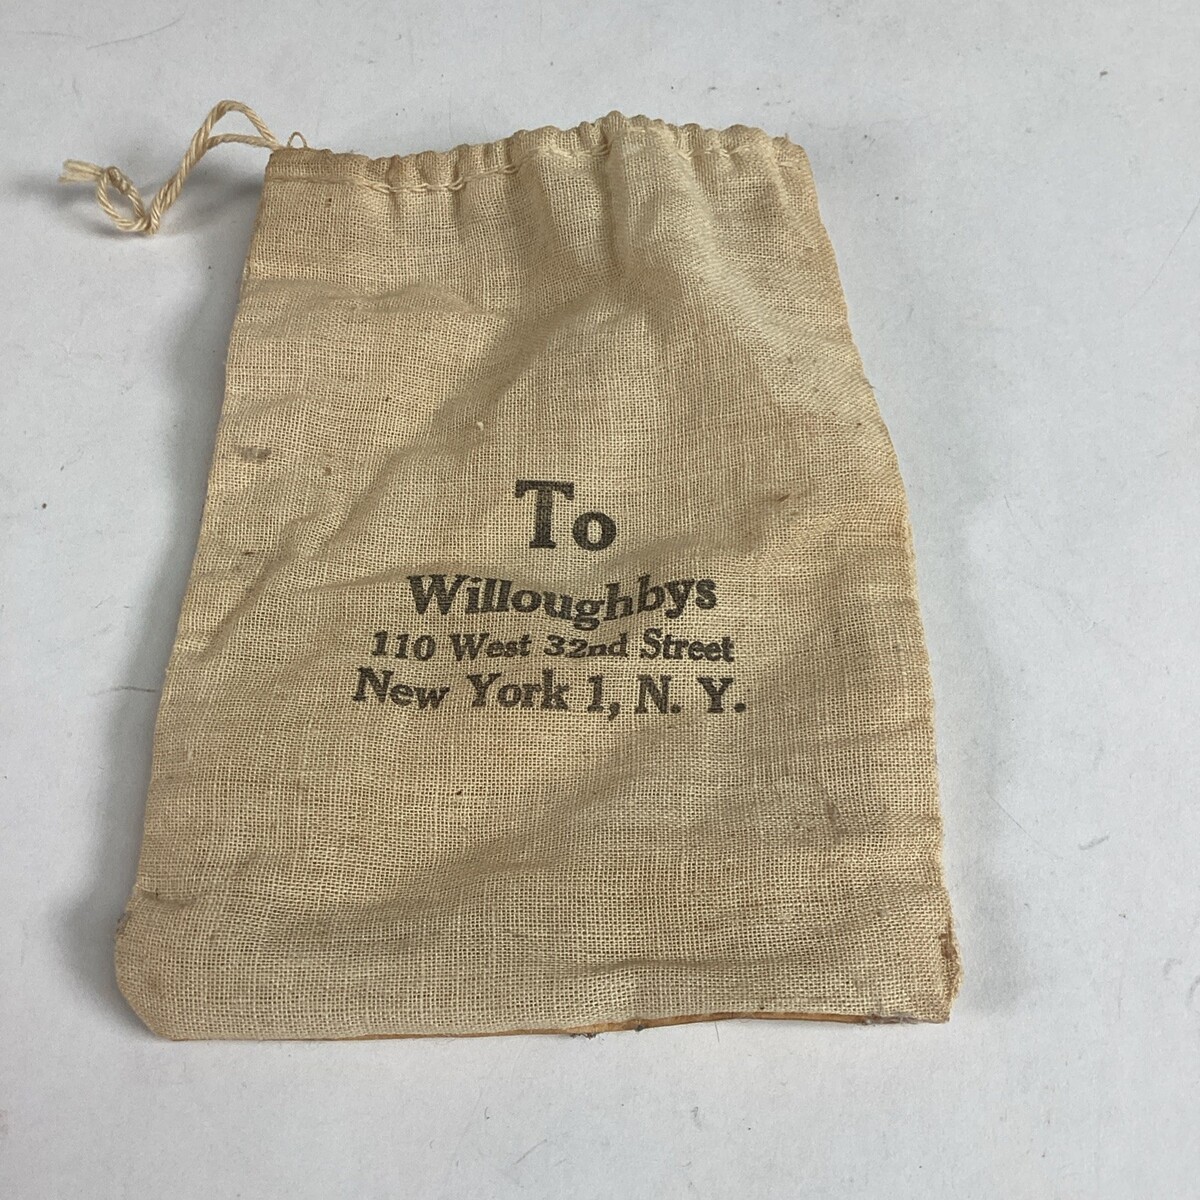 To
Willoughbys
110 West 32nd Street
New York 1, N. Y.